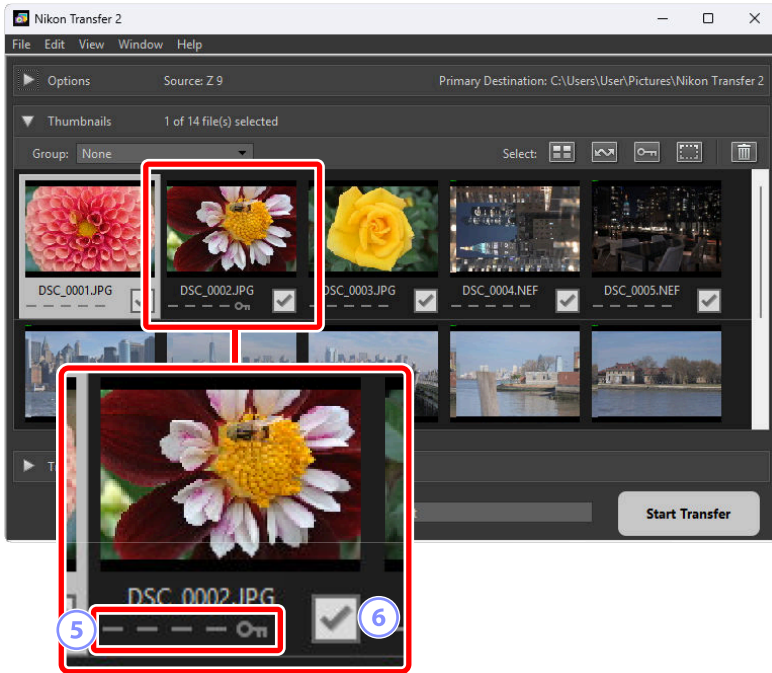 Nikon Transfer 2
File Edit View Window Help
Options Source: Z 9 Primary Destination: C:\Users\User\Pictures\Nikon Transfer 2
Thumbnails 1 of 14 file(s) selected
Group: None Select:
DSC_0001.JPG DSC_0002.JPG DSC_0003.JPG DSC_0004.NEF DSC_0005.NEF
Start Transfer
DSC_0002.JPG
5 6